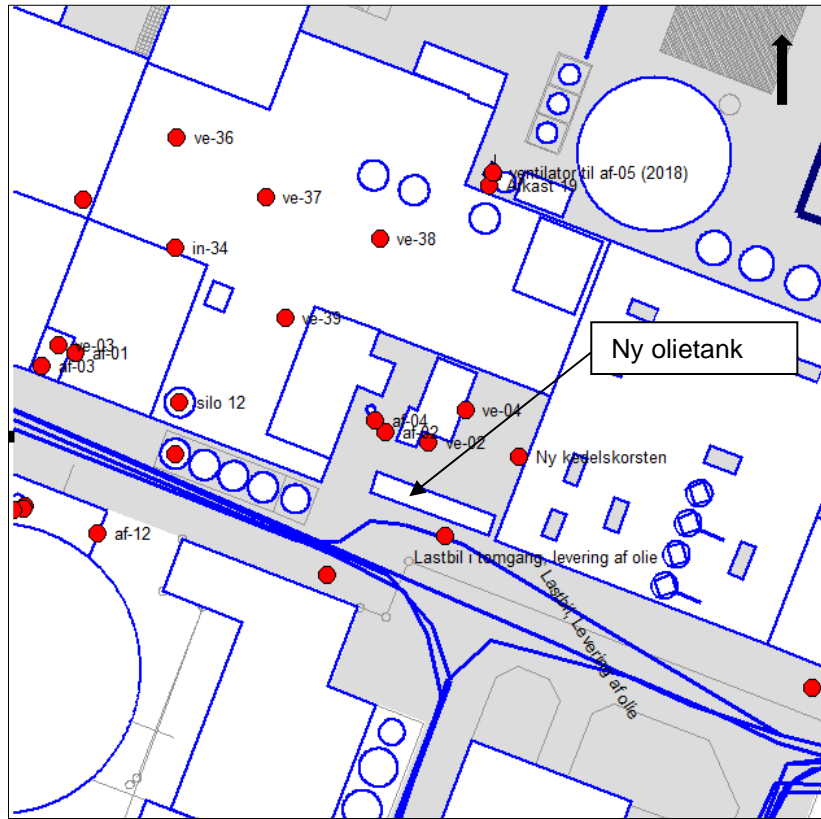 ve-36
ventilator til af-05 (2018)
Afkast 19
ve-37
ve-38
in-34
ve-39
Ny olietank
ve-03
af-01
af-03
silo 12
ve-04
af-04
af-02
ve-02
Ny kedelskorsten
af-12
Lastbil i tomgang, levering af olie
Lastbil, Levering af olie